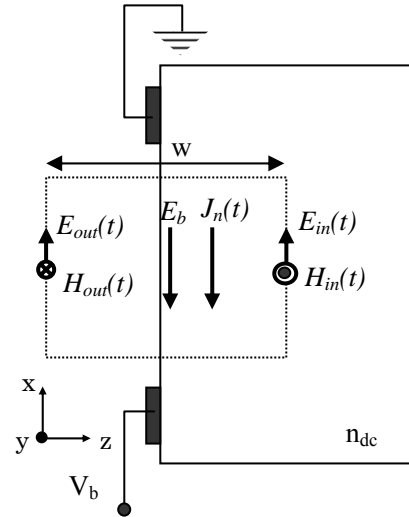 w
E_b J_n(t)
E_out(t) E_in(t)
H_out(t) H_in(t)
x
y z
n_dc
V_b